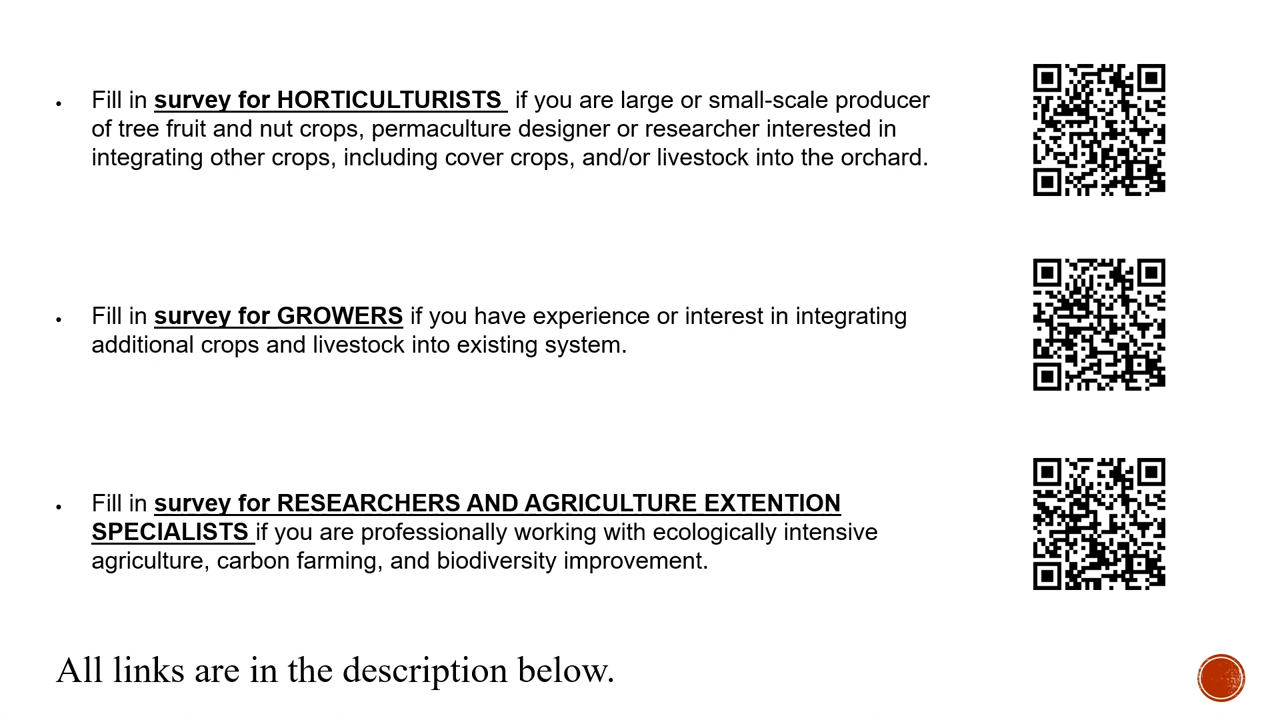 • Fill in survey for HORTICULTURISTS if you are large or small-scale producer
of tree fruit and nut crops, permaculture designer or researcher interested in
integrating other crops, including cover crops, and/or livestock into the orchard.
• Fill in survey for GROWERS if you have experience or interest in integrating
additional crops and livestock into existing system.
• Fill in survey for RESEARCHERS AND AGRICULTURE EXTENTION
SPECIALISTS if you are professionally working with ecologically intensive
agriculture, carbon farming, and biodiversity improvement.
All links are in the description below.